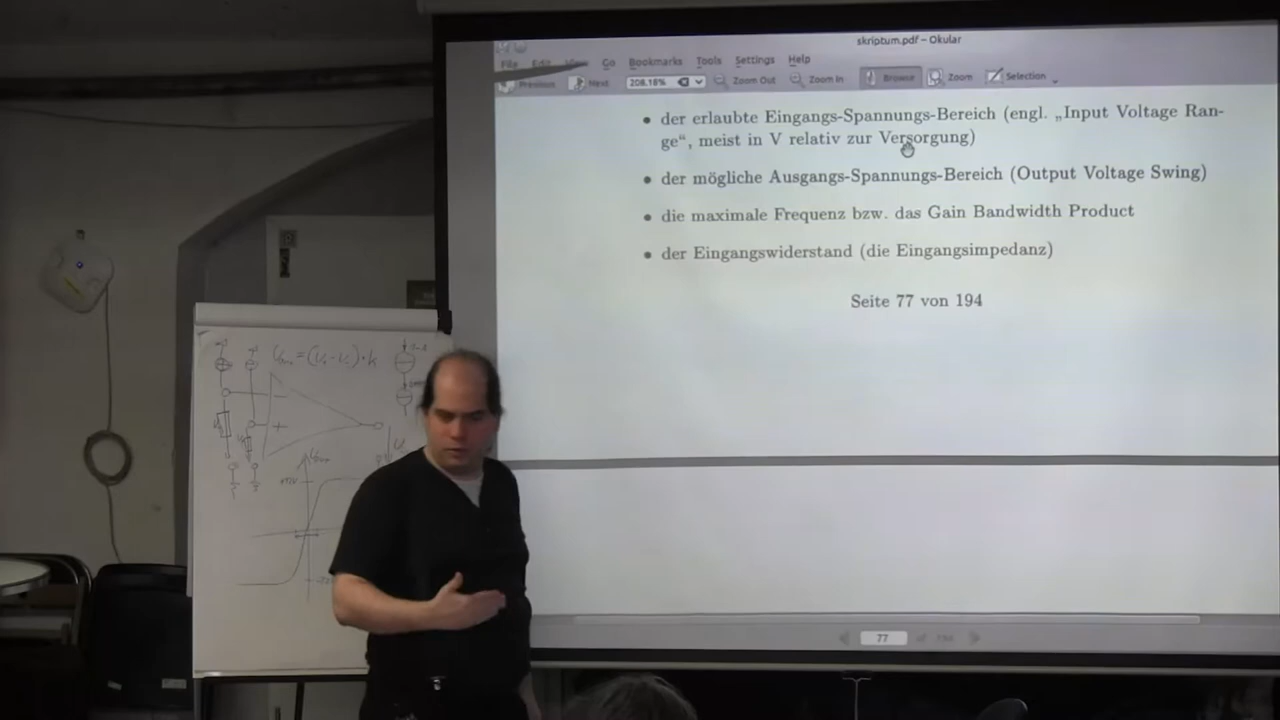 skriptum.pdf – Okular
File Edit View Go Bookmarks Tools Settings Help
Previous Next 208.18% Zoom Out Zoom In Browse Zoom Selection
• der erlaubte Eingangs-Spannungs-Bereich (engl. „Input Voltage Ran-
ge“, meist in V relativ zur Versorgung)
• der mögliche Ausgangs-Spannungs-Bereich (Output Voltage Swing)
• die maximale Frequenz bzw. das Gain Bandwidth Product
• der Eingangswiderstand (die Eingangsimpedanz)
Seite 77 von 194
77 of 194